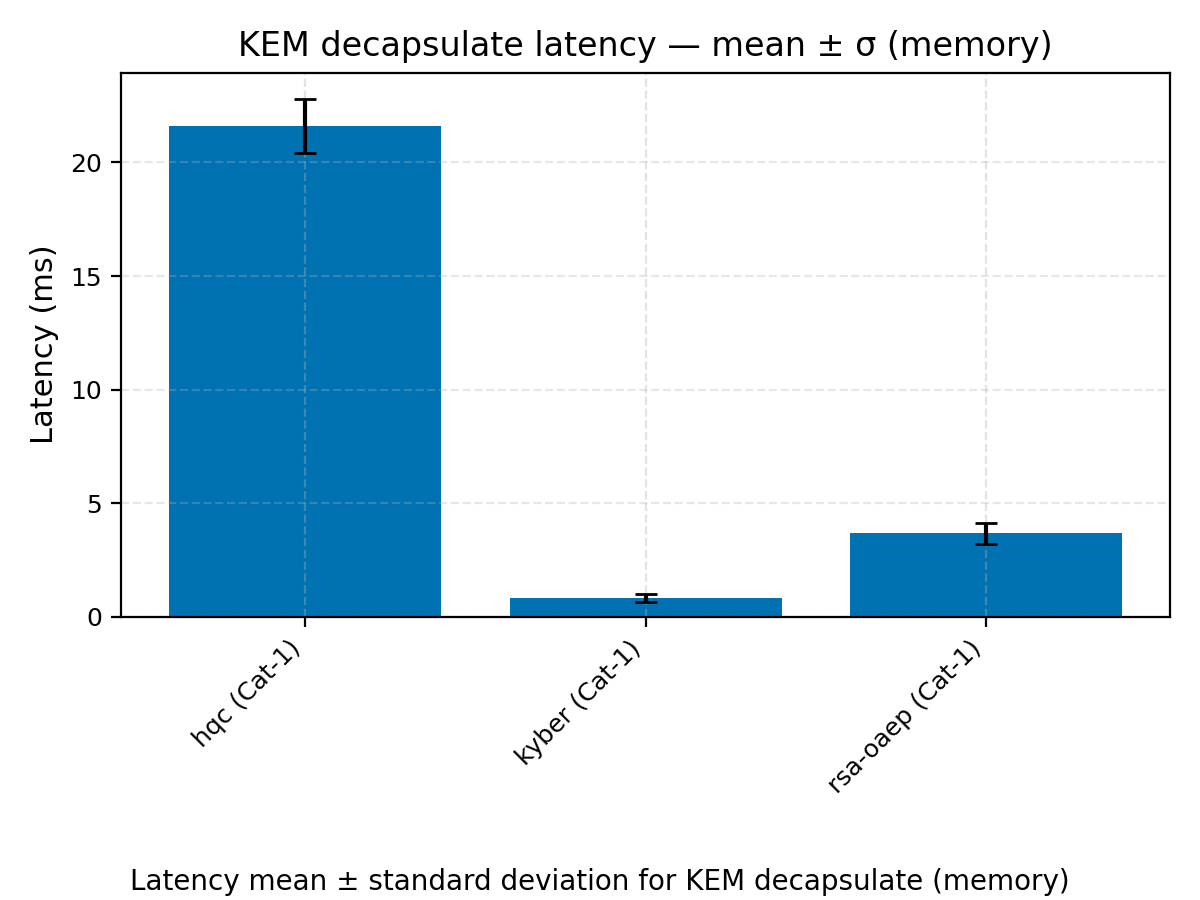 KEM decapsulate latency — mean ± σ (memory)
Latency (ms)
20
15
10
5
0
hqc (Cat-1)
kyber (Cat-1)
rsa-oaep (Cat-1)
Latency mean ± standard deviation for KEM decapsulate (memory)